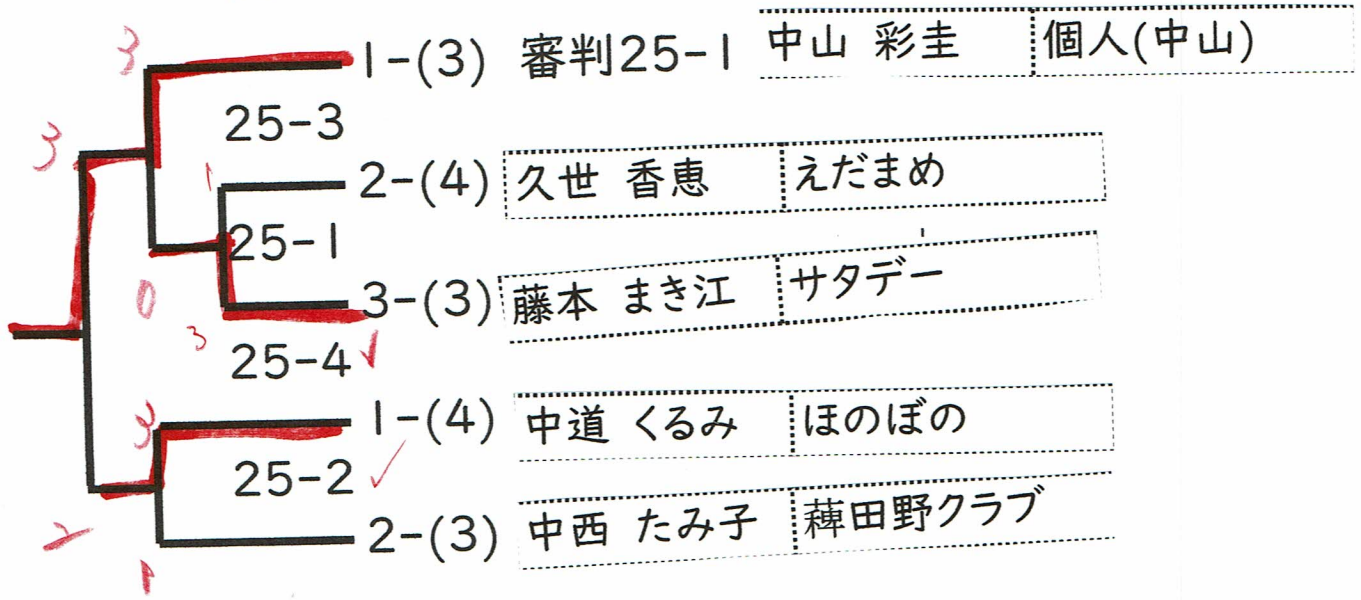 3 1-(3) 審判25-1 中山 彩圭 個人(中山)
25-3
3 1 2-(4) 久世 香恵 えだまめ
25-1
0 3-(3) 藤本 まき江 サタデー
3 25-4 ✓
3 1-(4) 中道 くるみ ほのぼの
25-2 ✓
2 2-(3) 中西 たみ子 薭田野クラブ
1